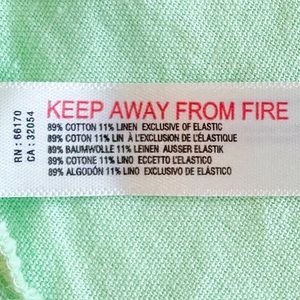 RN : 66170
CA : 32054
KEEP AWAY FROM FIRE
89% COTTON 11% LINEN EXCLUSIVE OF ELASTIC
89% COTON 11% LIN À L'EXCLUSION DE L'ÉLASTIQUE
89% BAUMWOLLE 11% LEINEN AUSSER ELASTIK
89% COTONE 11% LINO ECCETTO L'ELASTICO
89% ALGODÓN 11% LINO EXCLUSIVO DE ELÁSTICO